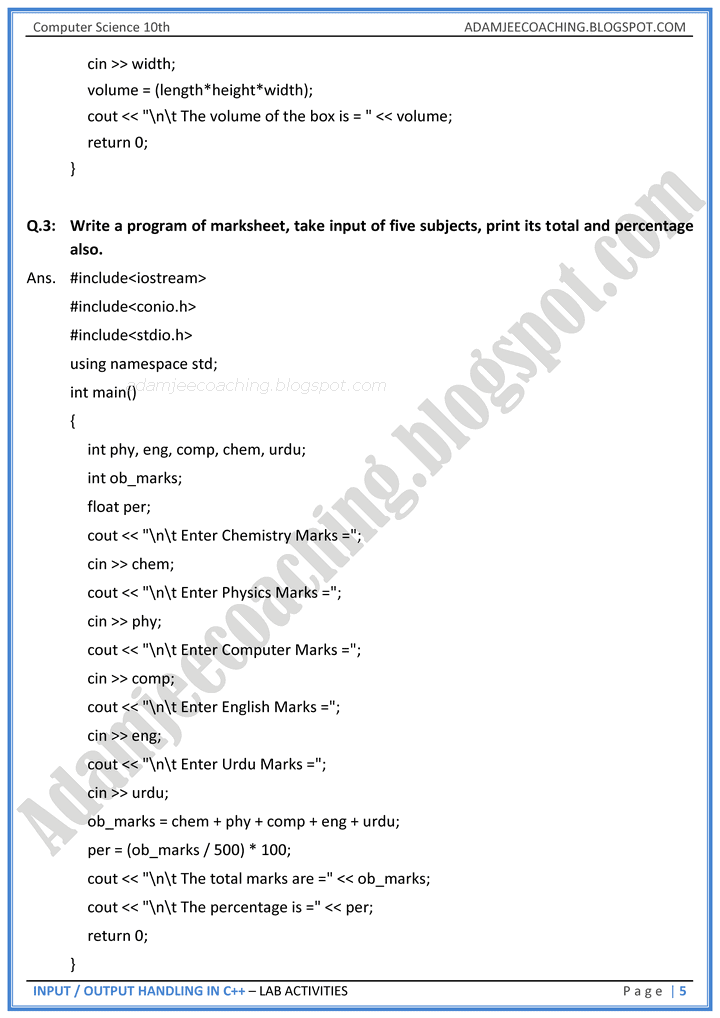 Computer Science 10th ADAMJEECOACHING.BLOGSPOT.COM
cin >> width;
volume = (length*height*width);
cout << "\n\t The volume of the box is = " << volume;
return 0;
}
Q.3: Write a program of marksheet, take input of five subjects, print its total and percentage
also.
Ans. #include<iostream>
#include<conio.h>
#include<stdio.h>
using namespace std;
adamjeecoaching.blogspot.com
int main()
{
int phy, eng, comp, chem, urdu;
int ob_marks;
float per;
cout << "\n\t Enter Chemistry Marks =";
cin >> chem;
cout << "\n\t Enter Physics Marks =";
cin >> phy;
cout << "\n\t Enter Computer Marks =";
cin >> comp;
cout << "\n\t Enter English Marks =";
cin >> eng;
cout << "\n\t Enter Urdu Marks =";
cin >> urdu;
ob_marks = chem + phy + comp + eng + urdu;
per = (ob_marks / 500) * 100;
cout << "\n\t The total marks are =" << ob_marks;
cout << "\n\t The percentage is =" << per;
return 0;
}
Adamjeecoaching.blogspot.com
INPUT / OUTPUT HANDLING IN C++ – LAB ACTIVITIES Page | 5